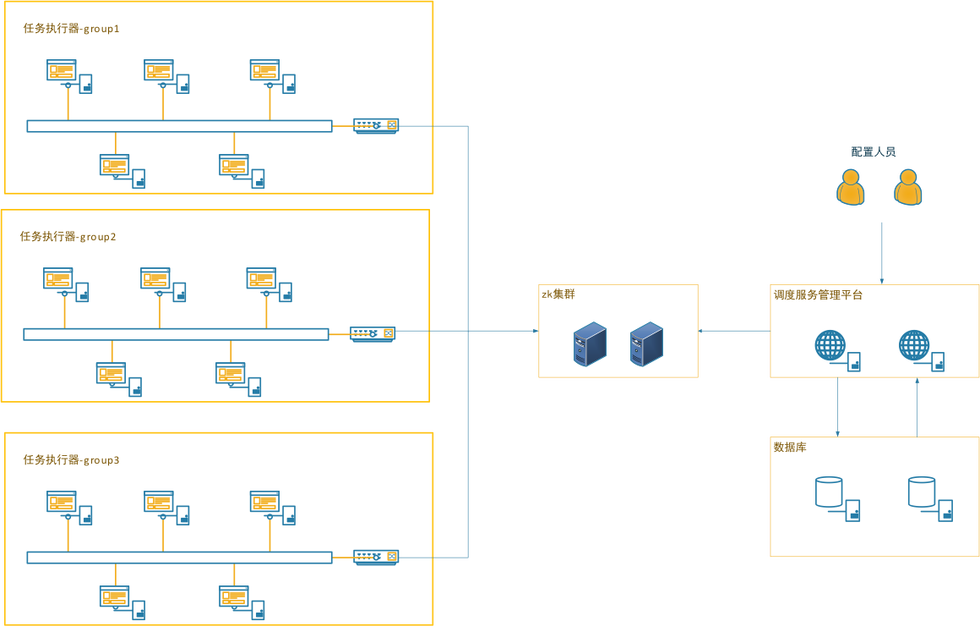 任务执行器-group1
配置人员
任务执行器-group2
zk集群
调度服务管理平台
数据库
任务执行器-group3